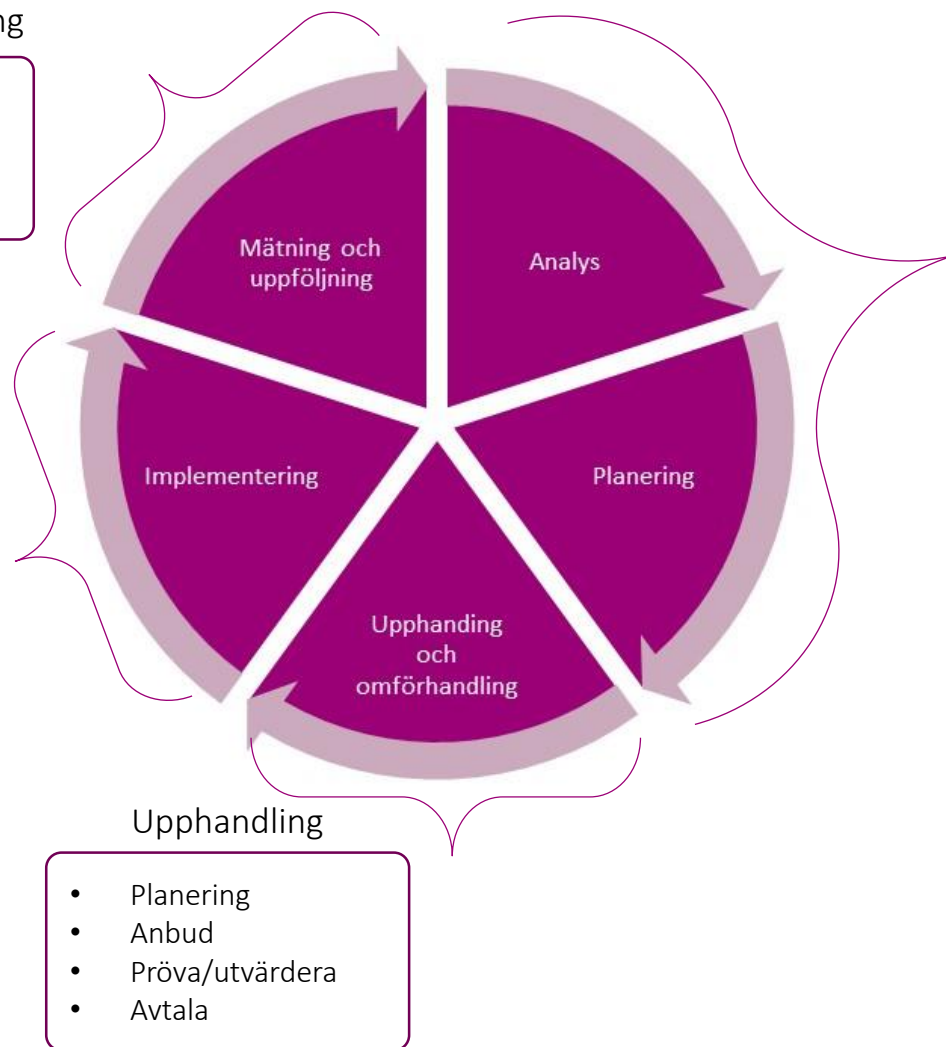 ng
Mätning och
uppföljning
Analys
Implementering
Planering
Upphanding
och
omförhandling
Upphandling
• Planering
• Anbud
• Pröva/utvärdera
• Avtala